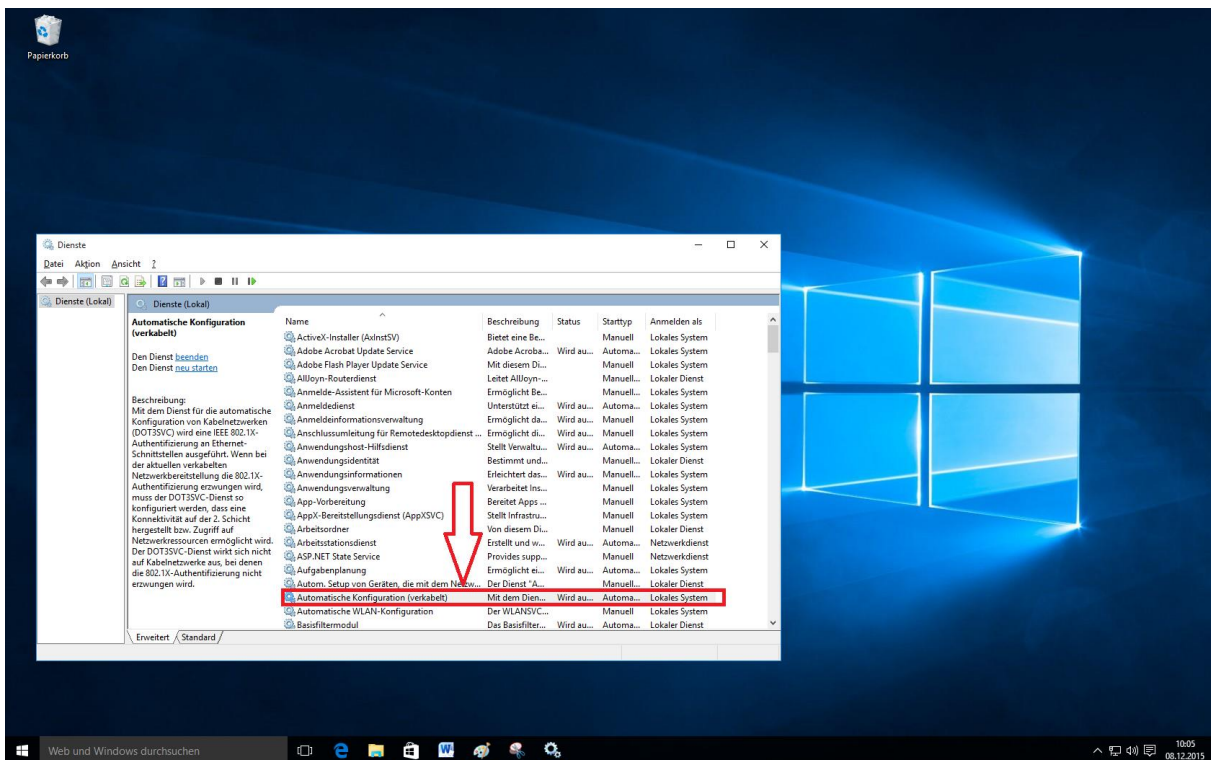 Papierkorb
Dienste
Datei Aktion Ansicht ?
Dienste (Lokal)
Dienste (Lokal)
Automatische Konfiguration
(verkabelt)
Den Dienst beenden
Den Dienst neu starten
Beschreibung:
Mit dem Dienst für die automatische
Konfiguration von Kabelnetzwerken
(DOT3SVC) wird eine IEEE 802.1X-
Authentifizierung an Ethernet-
Schnittstellen ausgeführt. Wenn bei
der aktuellen verkabelten
Netzwerkbereitstellung die 802.1X-
Authentifizierung erzwungen wird,
muss der DOT3SVC-Dienst so
konfiguriert werden, dass eine
Konnektivität auf der 2. Schicht
hergestellt bzw. Zugriff auf
Netzwerkressourcen ermöglicht wird.
Der DOT3SVC-Dienst wirkt sich nicht
auf Kabelnetzwerke aus, bei denen
die 802.1X-Authentifizierung nicht
erzwungen wird.
Name Beschreibung Status Starttyp Anmelden als
ActiveX-Installer (AxInstSV) Bietet eine Be... Manuell Lokales System
Adobe Acrobat Update Service Adobe Acroba... Wird au... Automa... Lokales System
Adobe Flash Player Update Service Mit diesem Di... Manuell Lokales System
AllJoyn-Routerdienst Leitet AllJoyn-... Manuell... Lokaler Dienst
Anmelde-Assistent für Microsoft-Konten Ermöglicht Be... Manuell... Lokales System
Anmeldedienst Unterstützt ei... Wird au... Automa... Lokales System
Anmeldeinformationsverwaltung Ermöglicht da... Wird au... Manuell Lokales System
Anschlussumleitung für Remotedesktopdienst ... Ermöglicht di... Wird au... Manuell Lokales System
Anwendungshost-Hilfsdienst Stellt Verwaltu... Wird au... Automa... Lokales System
Anwendungsidentität Bestimmt und... Manuell... Lokaler Dienst
Anwendungsinformationen Erleichtert das... Wird au... Manuell... Lokales System
Anwendungsverwaltung Verarbeitet Ins... Manuell Lokales System
App-Vorbereitung Bereitet Apps ... Manuell Lokales System
AppX-Bereitstellungsdienst (AppXSVC) Stellt Infrastru... Manuell Lokales System
Arbeitsordner Von diesem Di... Manuell Lokaler Dienst
Arbeitsstationsdienst Erstellt und w... Wird au... Automa... Netzwerkdienst
ASP.NET State Service Provides supp... Manuell Netzwerkdienst
Aufgabenplanung Ermöglicht ei... Wird au... Automa... Lokales System
Autom. Setup von Geräten, die mit dem Netzw... Der Dienst "A... Manuell... Lokaler Dienst
Automatische Konfiguration (verkabelt) Mit dem Dien... Wird au... Automa... Lokales System
Automatische WLAN-Konfiguration Der WLANSVC... Manuell Lokales System
Basisfiltermodul Das Basisfilter... Wird au... Automa... Lokaler Dienst
Erweitert Standard
Web und Windows durchsuchen
10:05
08.12.2015